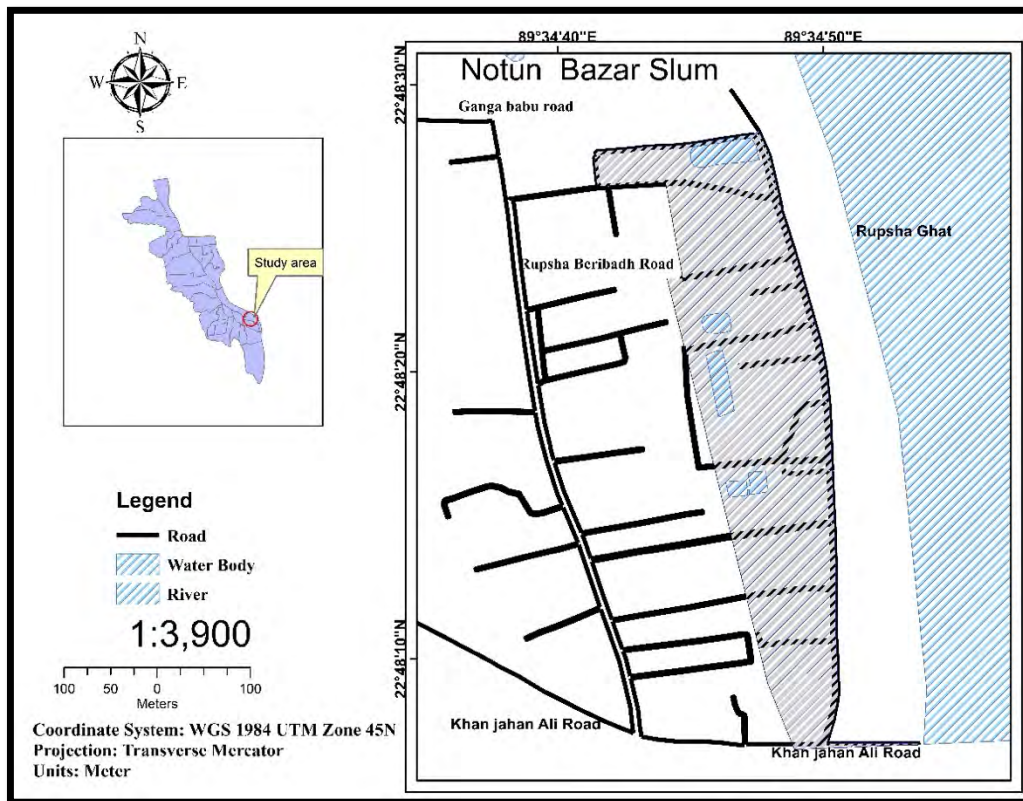 N
W E
S
Study area
Legend
Road
Water Body
River
1:3,900
100 50 0 100
Meters
Coordinate System: WGS 1984 UTM Zone 45N
Projection: Transverse Mercator
Units: Meter
89°34'40"E 89°34'50"E
22°48'30"N
22°48'20"N
22°48'10"N
Notun Bazar Slum
Ganga babu road
Rupsha Ghat
Rupsha Beribadh Road
Khan jahan Ali Road
Khan jahan Ali Road